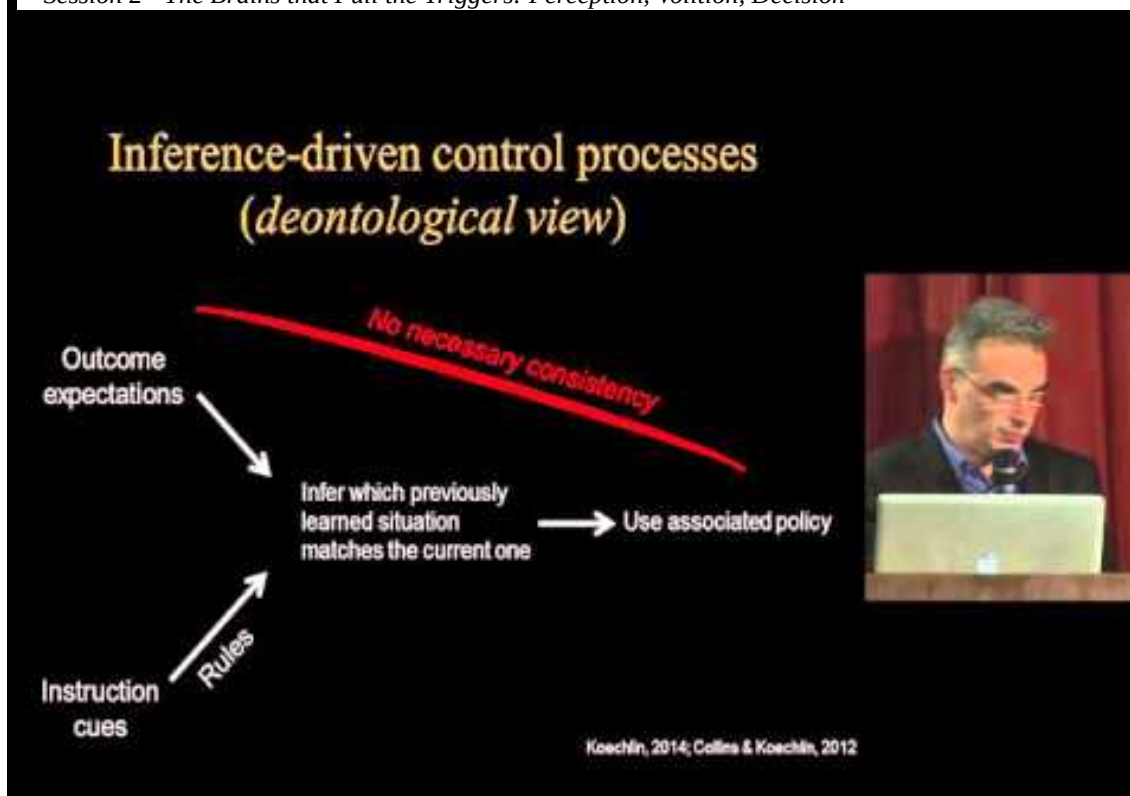 Session 2 - The Brains that Pull the Triggers: Perception, Volition, Decision
Inference-driven control processes
(deontological view)
No necessary consistency
Outcome
expectations
Infer which previously
learned situation
matches the current one
Use associated policy
Rules
Instruction
cues
Koechlin, 2014; Collins & Koechlin, 2012